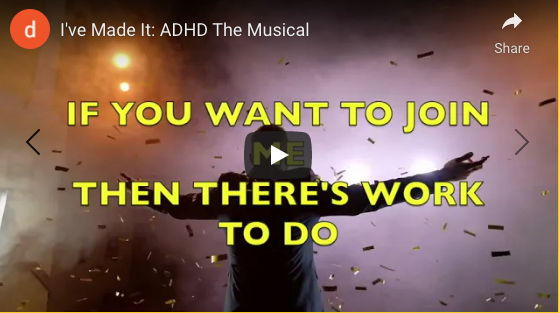 d
I've Made It: ADHD The Musical
Share
IF YOU WANT TO JOIN
ME
THEN THERE'S WORK
TO DO